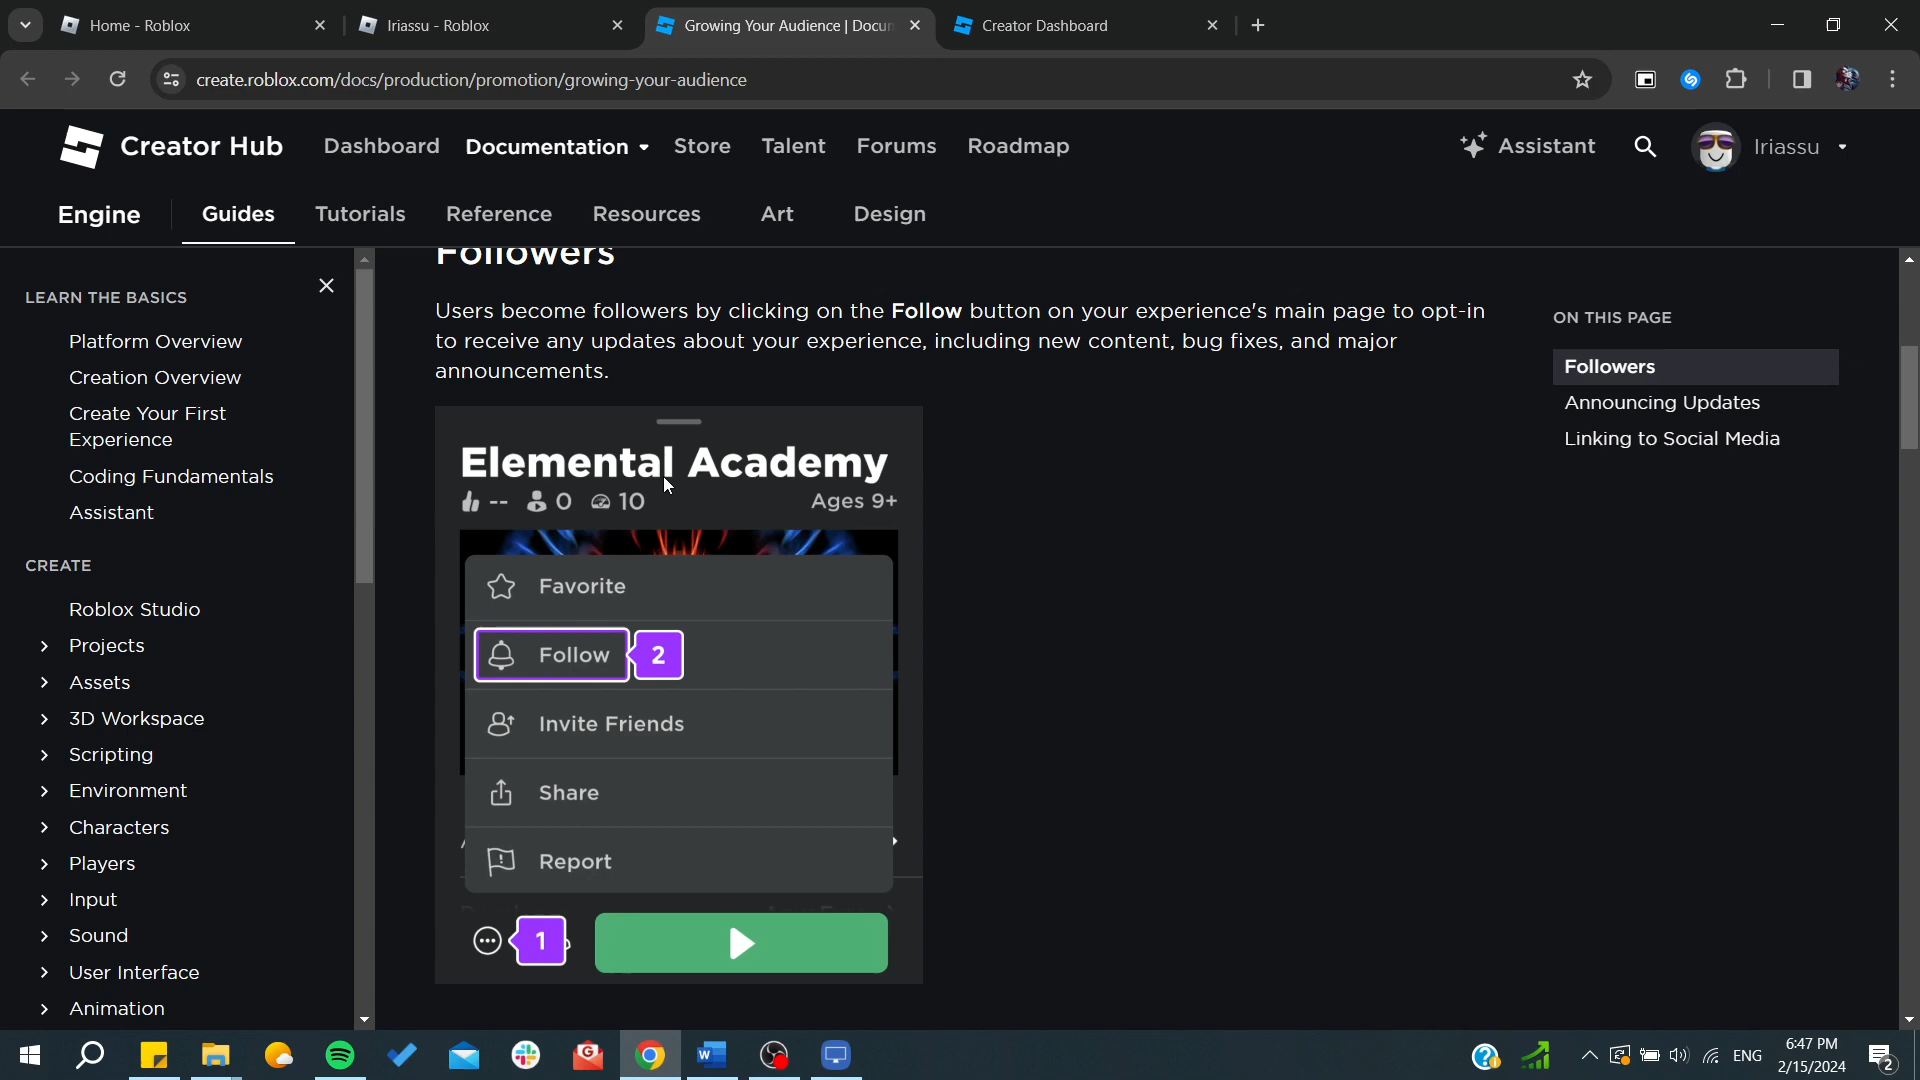 Home - Roblox
Iriassu - Roblox
Growing Your Audience | Docu
Creator Dashboard
create.roblox.com/docs/production/promotion/growing-your-audience
Creator Hub
Dashboard
Documentation
Store
Talent
Forums
Roadmap
Assistant
Iriassu
Engine
Guides
Tutorials
Reference
Resources
Art
Design
LEARN THE BASICS
Platform Overview
Creation Overview
Create Your First
Experience
Coding Fundamentals
Assistant
CREATE
Roblox Studio
Projects
Assets
3D Workspace
Scripting
Environment
Characters
Players
Input
Sound
User Interface
Animation
Followers
Users become followers by clicking on the Follow button on your experience's main page to opt-in
to receive any updates about your experience, including new content, bug fixes, and major
announcements.
Elemental Academy
-- 0 10 Ages 9+
Favorite
Follow 2
Invite Friends
Share
Report
1
ON THIS PAGE
Followers
Announcing Updates
Linking to Social Media
ENG
6:47 PM
2/15/2024
2